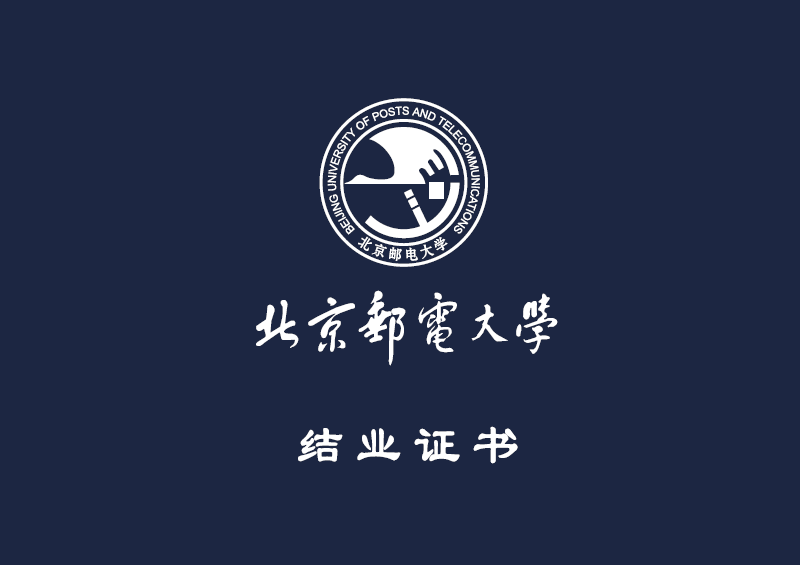 BEIJING UNIVERSITY OF POSTS AND TELECOMMUNICATIONS
北京邮电大学
北京郵電大學
结业证书